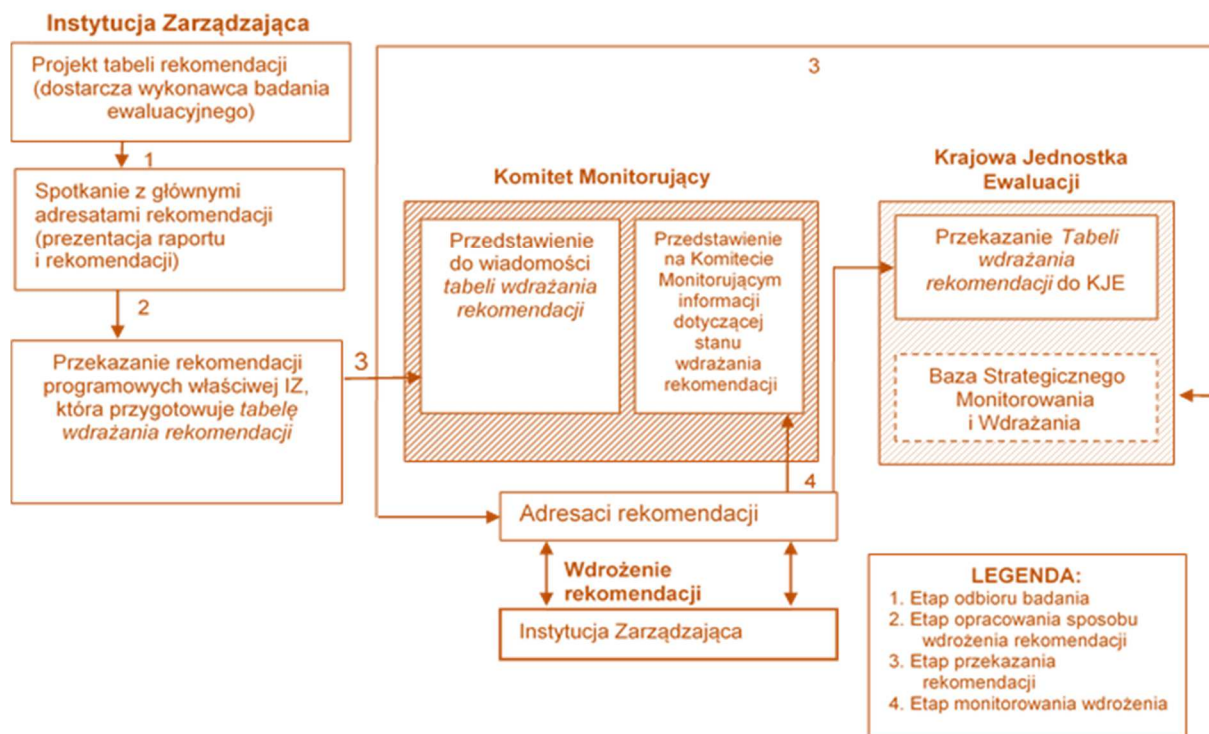 Instytucja Zarządzająca
Projekt tabeli rekomendacji
(dostarcza wykonawca badania
ewaluacyjnego)
1
Spotkanie z głównymi
adresatami rekomendacji
(prezentacja raportu
i rekomendacji)
2
Przekazanie rekomendacji
programowych właściwej IZ,
która przygotowuje tabelę
wdrażania rekomendacji
3
3
Komitet Monitorujący
Przedstawienie
do wiadomości
tabeli wdrażania
rekomendacji
Przedstawienie
na Komitecie
Monitorującym
informacji
dotyczącej
stanu
wdrażania
rekomendacji
Krajowa Jednostka
Ewaluacji
Przekazanie Tabeli
wdrażania
rekomendacji do KJE
Baza Strategicznego
Monitorowania
i Wdrażania
4
Adresaci rekomendacji
Wdrożenie
rekomendacji
Instytucja Zarządzająca
LEGENDA:
1. Etap odbioru badania
2. Etap opracowania sposobu
wdrożenia rekomendacji
3. Etap przekazania
rekomendacji
4. Etap monitorowania wdrożenia